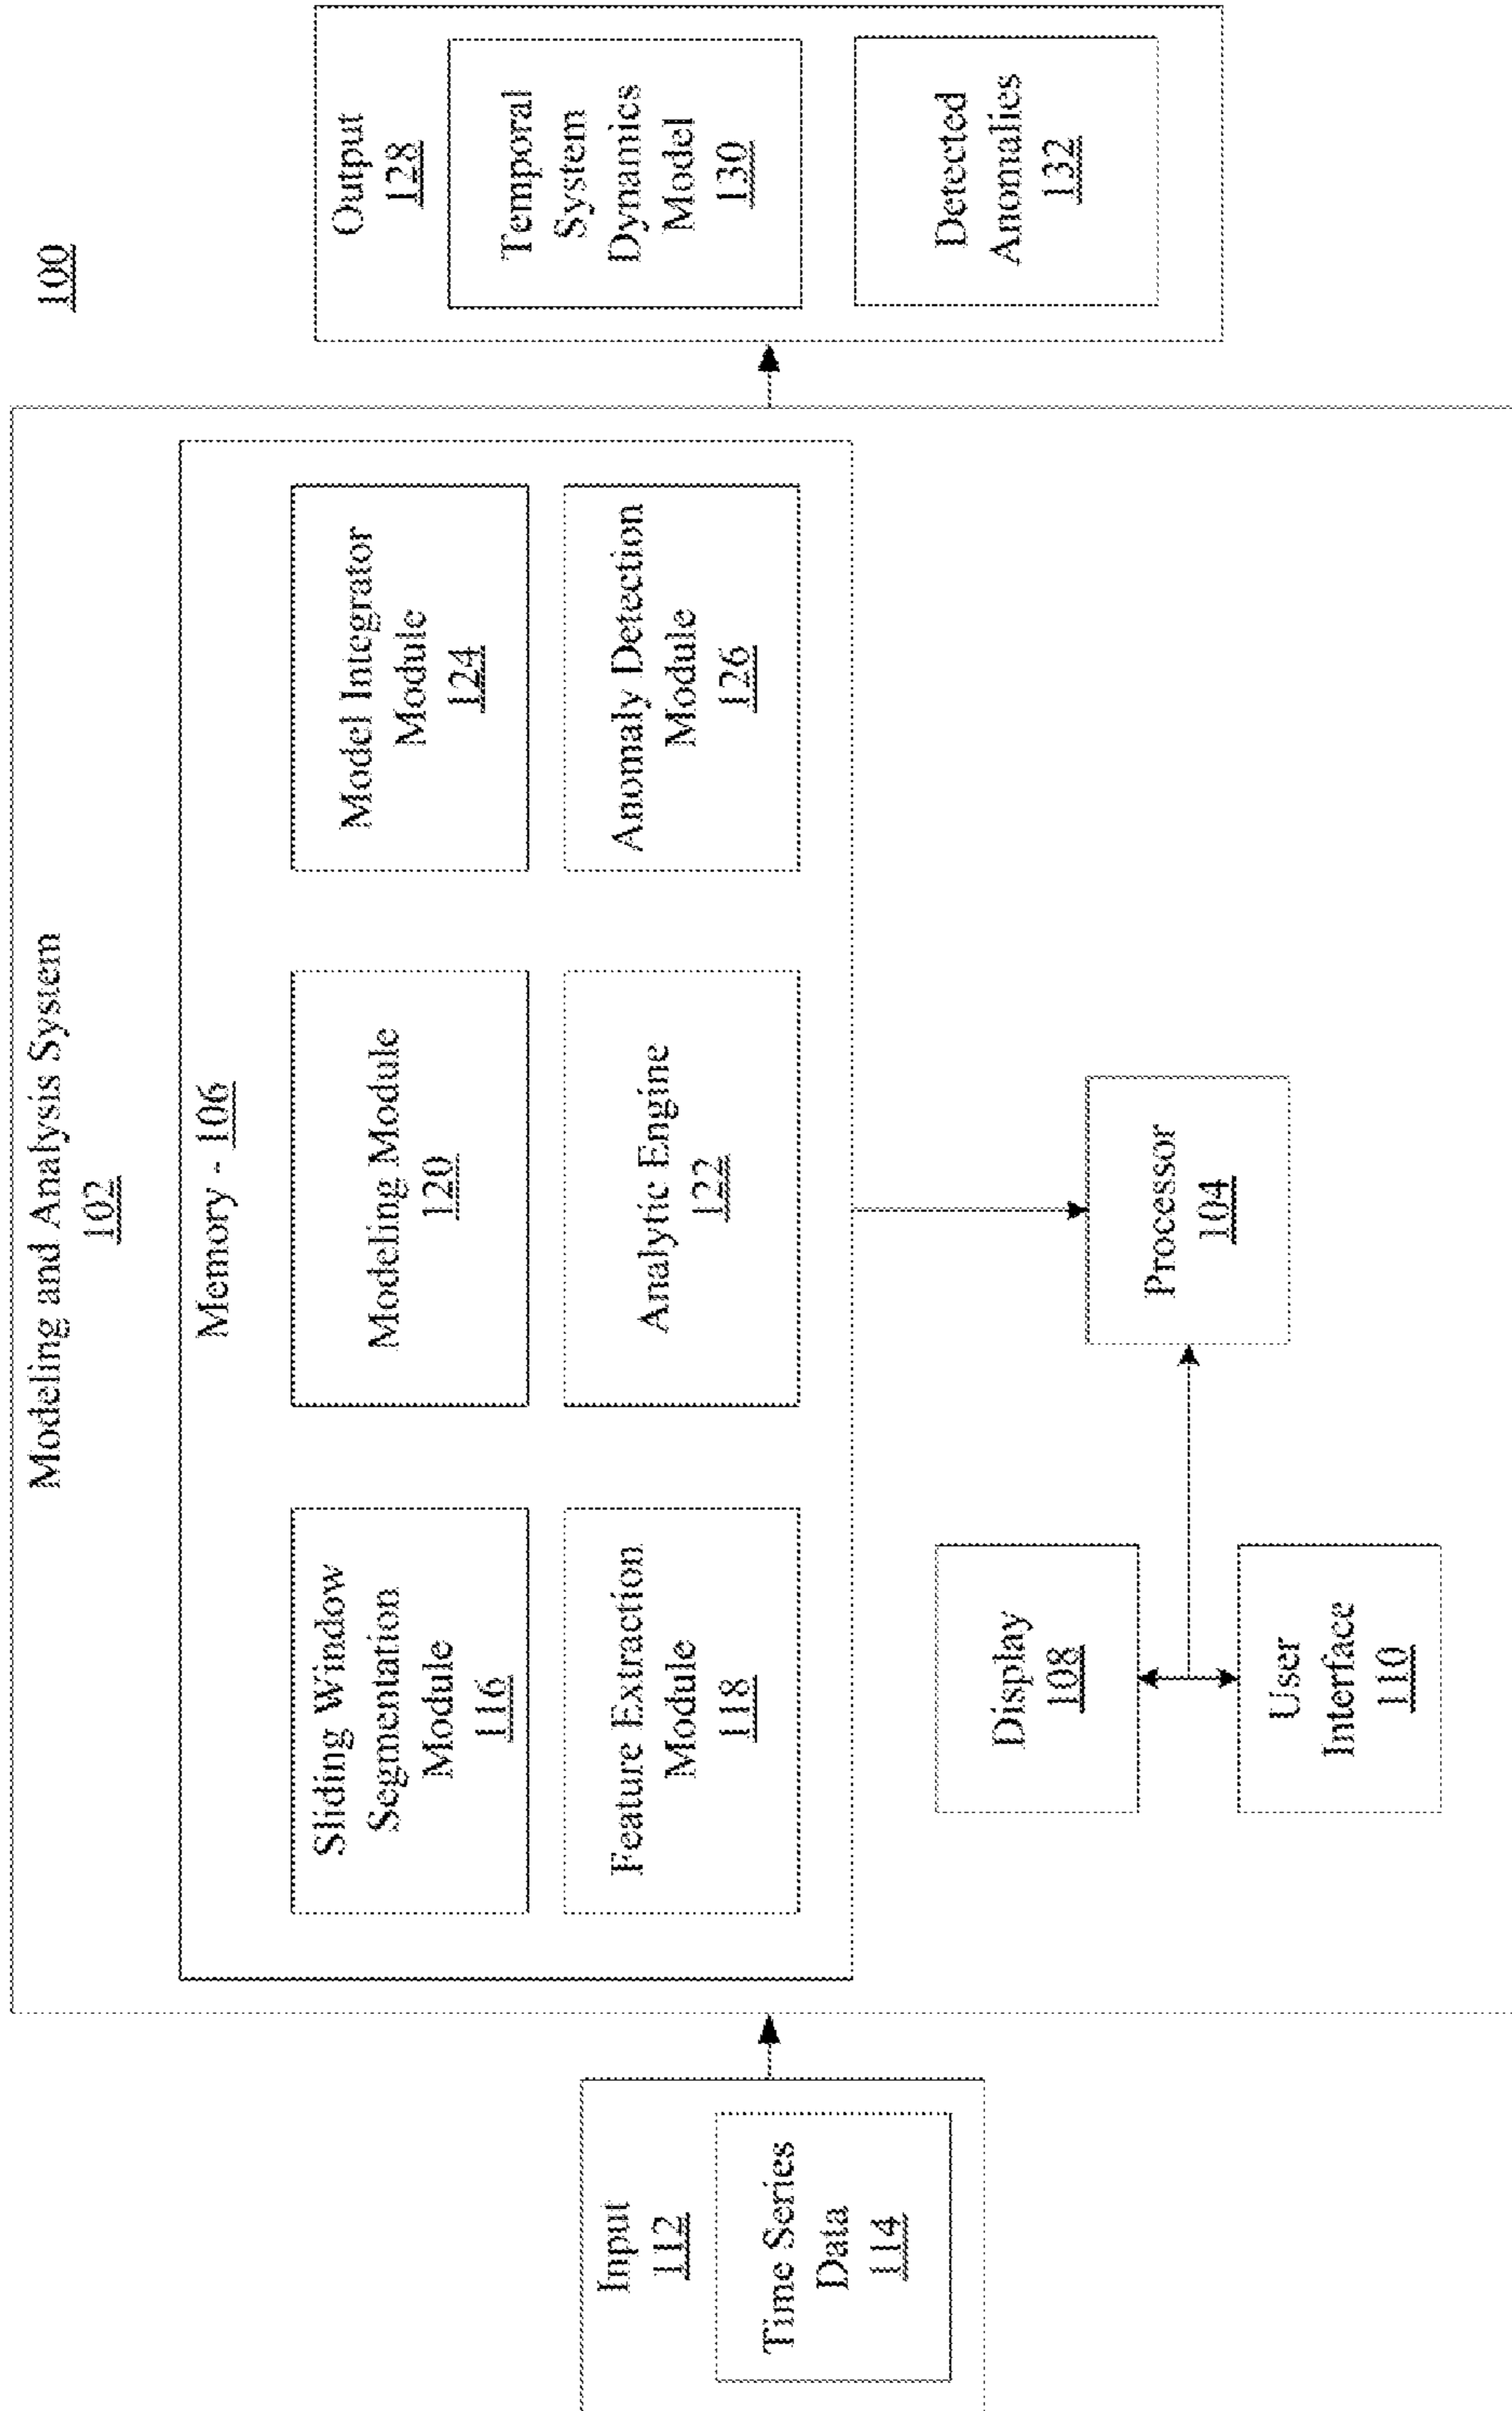 100
Modeling and Analysis System
102
Memory - 106
Sliding Window
Segmentation
Module
116
Modeling Module
120
Model Integrator
Module
124
Feature Extraction
Module
118
Analytic Engine
122
Anomaly Detection
Module
126
Input
112
Time Series
Data
114
Display
108
User
Interface
110
Processor
104
Output
128
Temporal
System
Dynamics
Model
130
Detected
Anomalies
132